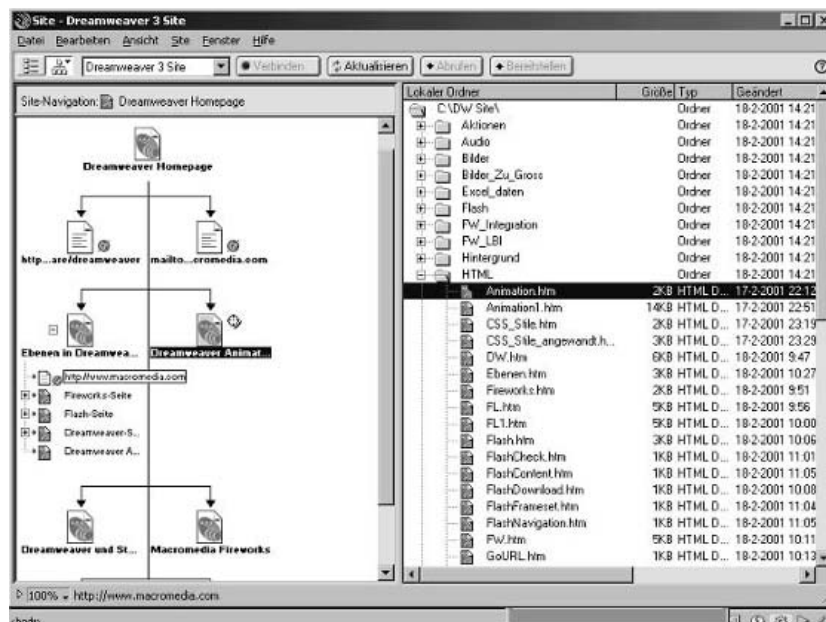 Site - Dreamweaver 3 Site
Datei Bearbeiten Ansicht Site Fenster Hilfe
Dreamweaver 3 Site Verbinden Aktualisieren Abrufen Bereitstellen
Site-Navigation: Dreamweaver Homepage
Dreamweaver Homepage
http...are/dreamweaver mailto...cromedia.com
Ebenen in Dreamwea... Dreamweaver Animat...
http://www.macromedia.com
Fireworks-Seite
Flash-Seite
Dreamweaver-S...
Dreamweaver A...
Dreamweaver und St... Macromedia Fireworks
Lokaler Ordner Größe Typ Geändert
C:\DW Site\ Ordner 18-2-2001 14:21
Aktionen Ordner 18-2-2001 14:21
Audio Ordner 18-2-2001 14:21
Bilder Ordner 18-2-2001 14:21
Bilder_Zu_Gross Ordner 18-2-2001 14:21
Excel_daten Ordner 18-2-2001 14:21
Flash Ordner 18-2-2001 14:21
FW_Integration Ordner 18-2-2001 14:21
FW_LBI Ordner 18-2-2001 14:21
Hintergrund Ordner 18-2-2001 14:21
HTML Ordner 18-2-2001 14:21
Animation.htm 2KB HTML D... 17-2-2001 22:12
Animation1.htm 14KB HTML D... 17-2-2001 22:51
CSS_Stile.htm 2KB HTML D... 17-2-2001 23:19
CSS_Stile_angewandt.h... 3KB HTML D... 17-2-2001 23:29
DW.htm 6KB HTML D... 18-2-2001 9:47
Ebenen.htm 3KB HTML D... 18-2-2001 10:27
Fireworks.htm 2KB HTML D... 18-2-2001 9:51
FL.htm 5KB HTML D... 18-2-2001 9:56
FL1.htm 5KB HTML D... 18-2-2001 10:00
Flash.htm 3KB HTML D... 18-2-2001 10:06
FlashCheck.htm 1KB HTML D... 18-2-2001 11:01
FlashContent.htm 1KB HTML D... 18-2-2001 11:05
FlashDownload.htm 1KB HTML D... 18-2-2001 10:08
FlashFrameset.htm 1KB HTML D... 18-2-2001 11:04
FlashNavigation.htm 1KB HTML D... 18-2-2001 11:05
FW.htm 5KB HTML D... 18-2-2001 10:11
GoURL.htm 1KB HTML D... 18-2-2001 10:13
100% http://www.macromedia.com